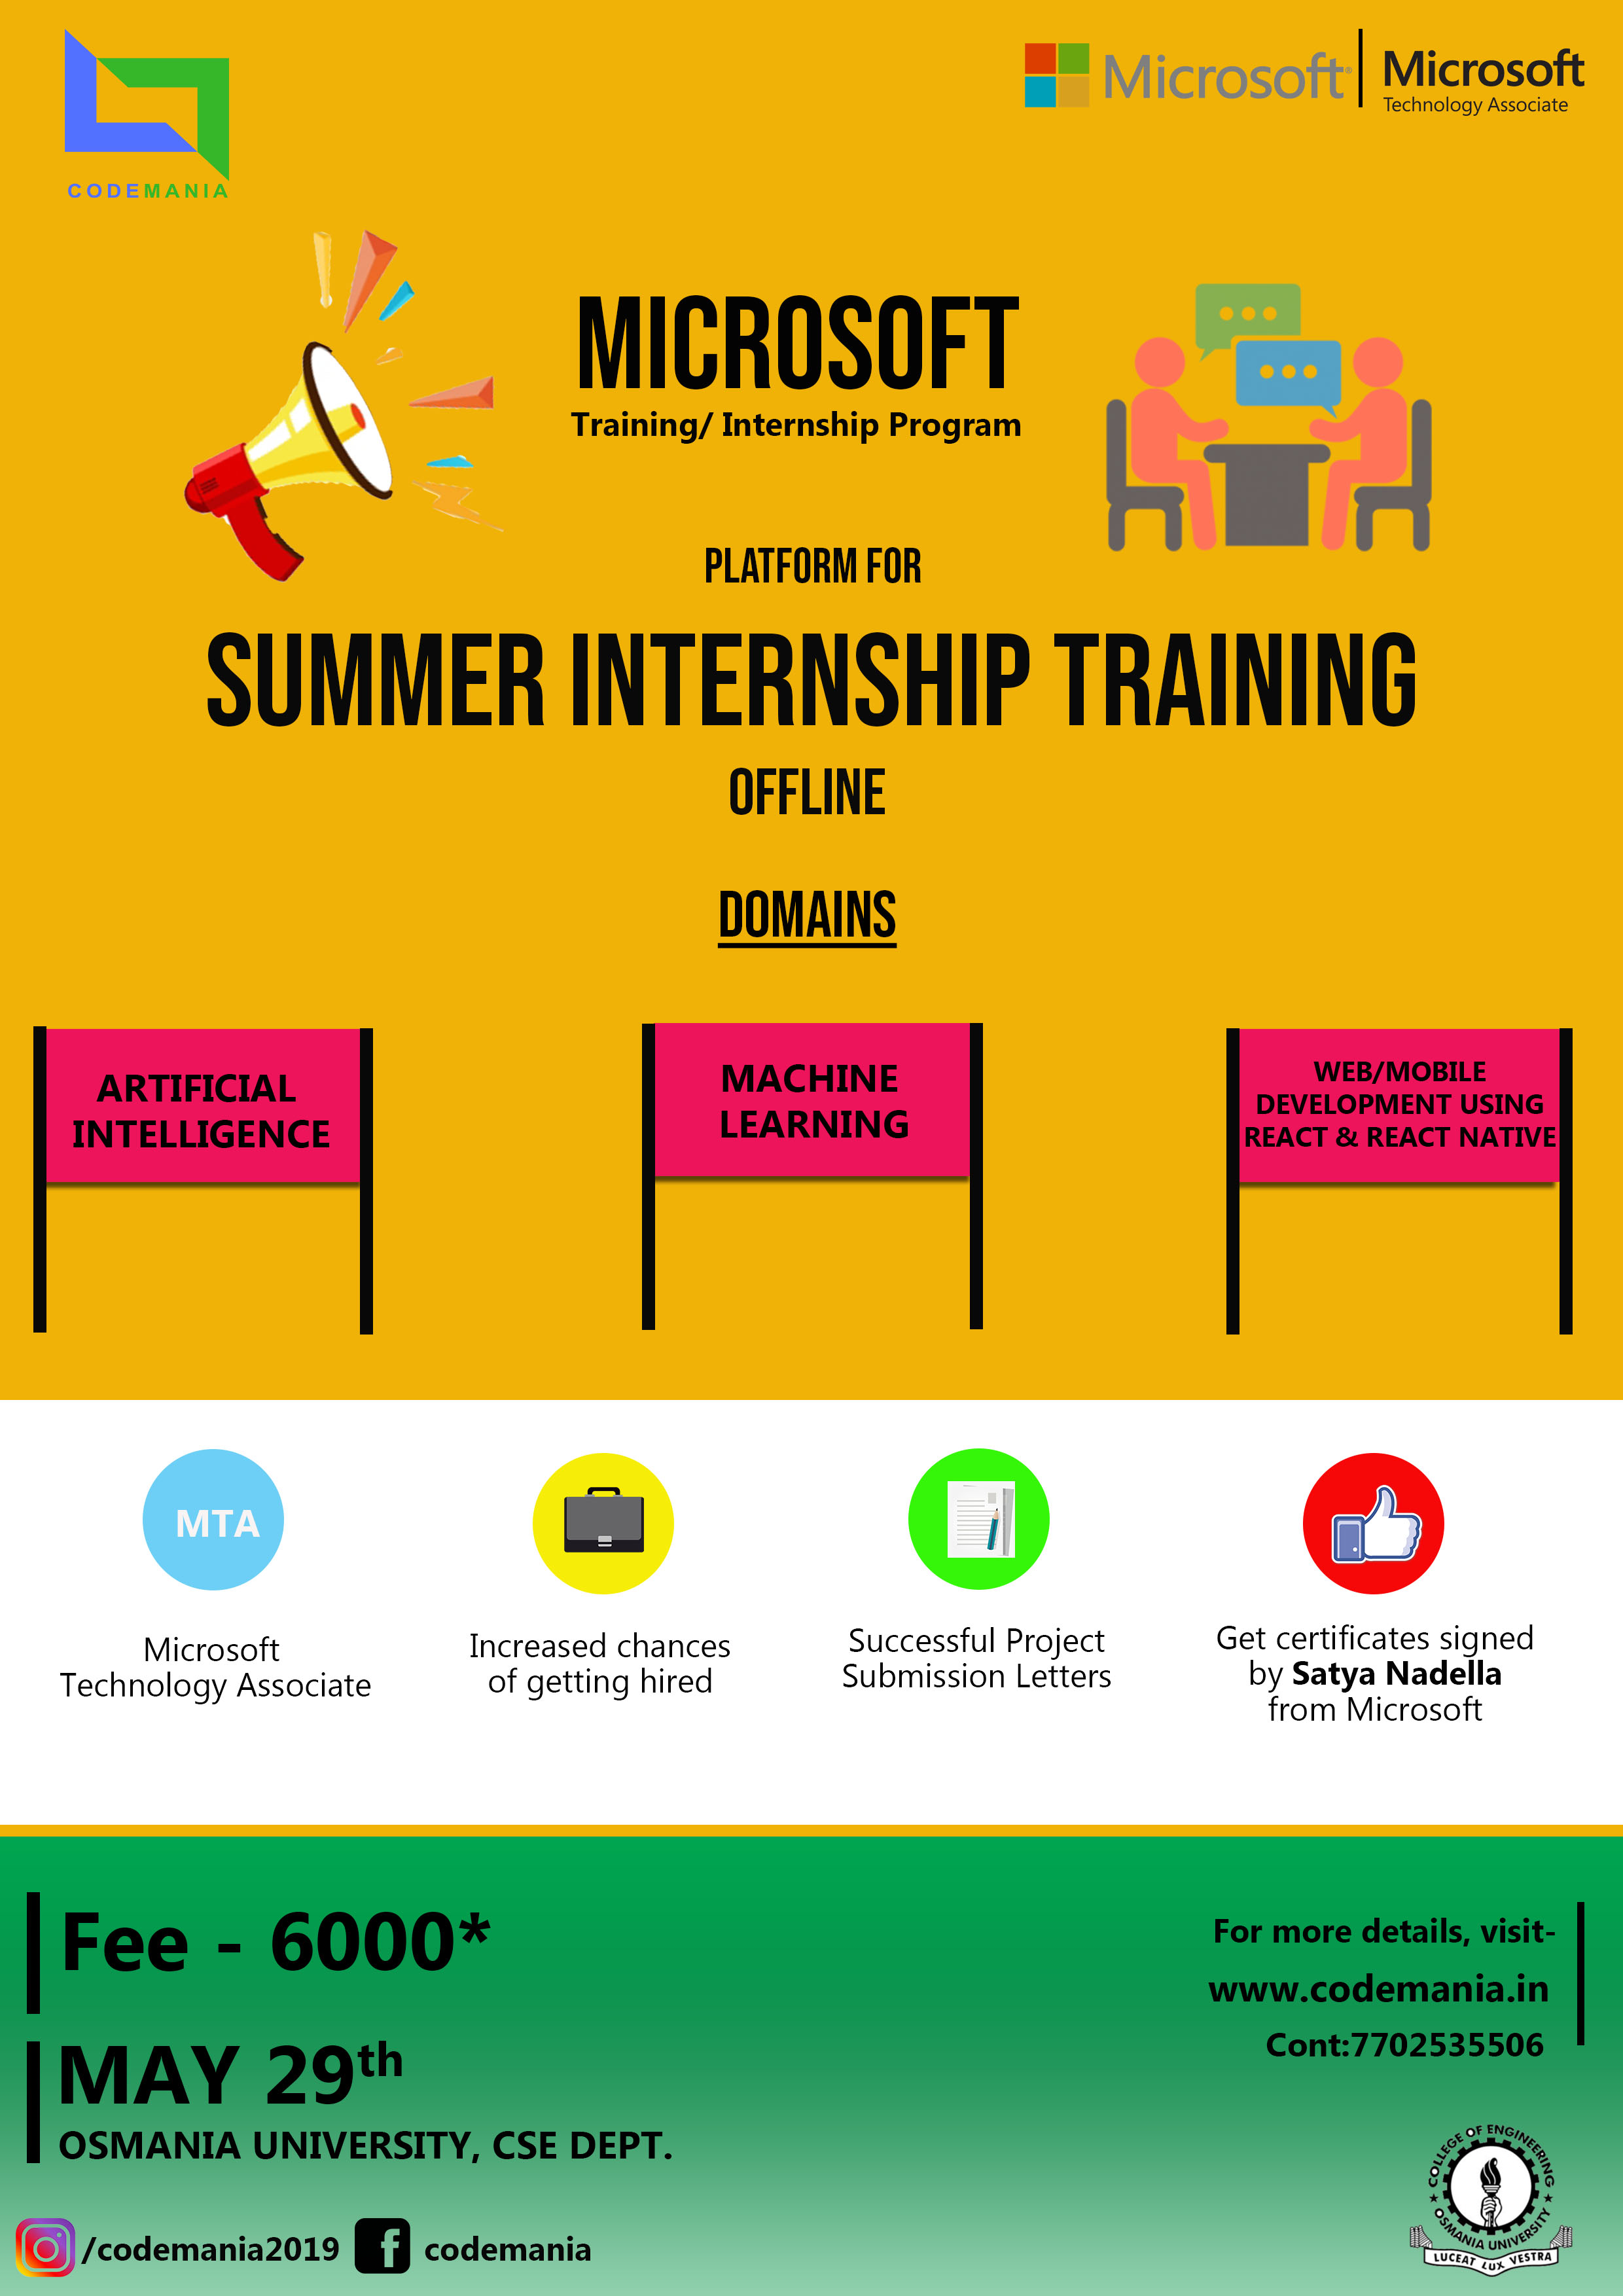 CODEMANIA
Microsoft®
Microsoft
Technology Associate
MICROSOFT
Training/ Internship Program
PLATFORM FOR
SUMMER INTERNSHIP TRAINING
OFFLINE
DOMAINS
ARTIFICIAL
INTELLIGENCE
MACHINE
LEARNING
WEB/MOBILE
DEVELOPMENT USING
REACT & REACT NATIVE
MTA
Microsoft
Technology Associate
Increased chances
of getting hired
Successful Project
Submission Letters
Get certificates signed
by Satya Nadella
from Microsoft
Fee - 6000*
MAY 29th
OSMANIA UNIVERSITY, CSE DEPT.
For more details, visit-
www.codemania.in
Cont:7702535506
/codemania2019
codemania
COLLEGE OF ENGINEERING
OSMANIA UNIVERSITY
LUCEAT LUX VESTRA